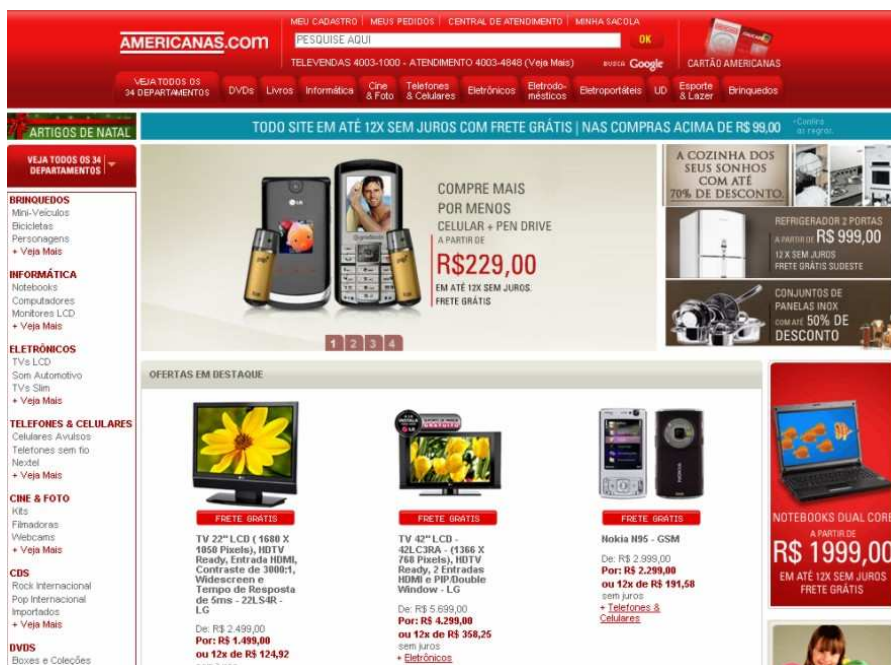 MEU CADASTRO | MEUS PEDIDOS | CENTRAL DE ATENDIMENTO | MINHA SACOLA
AMERICANAS.com
PESQUISE AQUI
OK
TELEVENDAS 4003-1000 - ATENDIMENTO 4003-4848 (Veja Mais)
BUSCA Google
CARTÃO AMERICANAS
VEJA TODOS OS
34 DEPARTAMENTOS
DVDs
Livros
Informática
Cine
& Foto
Telefones
& Celulares
Eletrônicos
Eletrodo-
mésticos
Eletroportáteis
UD
Esporte
& Lazer
Brinquedos
ARTIGOS DE NATAL
TODO SITE EM ATÉ 12X SEM JUROS COM FRETE GRÁTIS | NAS COMPRAS ACIMA DE R$ 99,00
+Confira
as regras.
VEJA TODOS OS 34
DEPARTAMENTOS
BRINQUEDOS
Mini-Veículos
Bicicletas
Personagens
+ Veja Mais
INFORMÁTICA
Notebooks
Computadores
Monitores LCD
+ Veja Mais
ELETRÔNICOS
TVs LCD
Som Automotivo
TVs Slim
+ Veja Mais
TELEFONES & CELULARES
Celulares Avulsos
Telefones sem fio
Nextel
+ Veja Mais
CINE & FOTO
Kits
Filmadoras
Webcams
+ Veja Mais
CDS
Rock Internacional
Pop Internacional
Importados
+ Veja Mais
DVDS
Boxes e Coleções
COMPRE MAIS
POR MENOS
CELULAR + PEN DRIVE
A PARTIR DE
R$229,00
EM ATÉ 12X SEM JUROS
FRETE GRÁTIS
1 2 3 4
A COZINHA DOS
SEUS SONHOS
COM ATÉ
70% DE DESCONTO.
REFRIGERADOR 2 PORTAS
A PARTIR DE R$ 999,00
12 X SEM JUROS
FRETE GRÁTIS SUDESTE
CONJUNTOS DE
PANELAS INOX
COM ATÉ 50% DE
DESCONTO
OFERTAS EM DESTAQUE
FRETE GRÁTIS
TV 22" LCD ( 1680 X
1050 Pixels), HDTV
Ready, Entrada HDMI,
Contraste de 3000:1,
Widescreen e
Tempo de Resposta
de 5ms - 22LS4R -
LG
De: R$ 2.499,00
Por: R$ 1.499,00
ou 12x de R$ 124,92
sem juros
FRETE GRÁTIS
TV 42" LCD -
42LC3RA - (1366 X
768 Pixels), HDTV
Ready, 2 Entradas
HDMI e PIP/Double
Window - LG
De: R$ 5.699,00
Por: R$ 4.299,00
ou 12x de R$ 358,25
sem juros
+ Eletrônicos
FRETE GRÁTIS
Nokia N95 - GSM
De: R$ 2.999,00
Por: R$ 2.299,00
ou 12x de R$ 191,58
sem juros
+ Telefones &
Celulares
NOTEBOOKS DUAL CORE
A PARTIR DE
R$ 1999,00
EM ATÉ 12X SEM JUROS
FRETE GRÁTIS